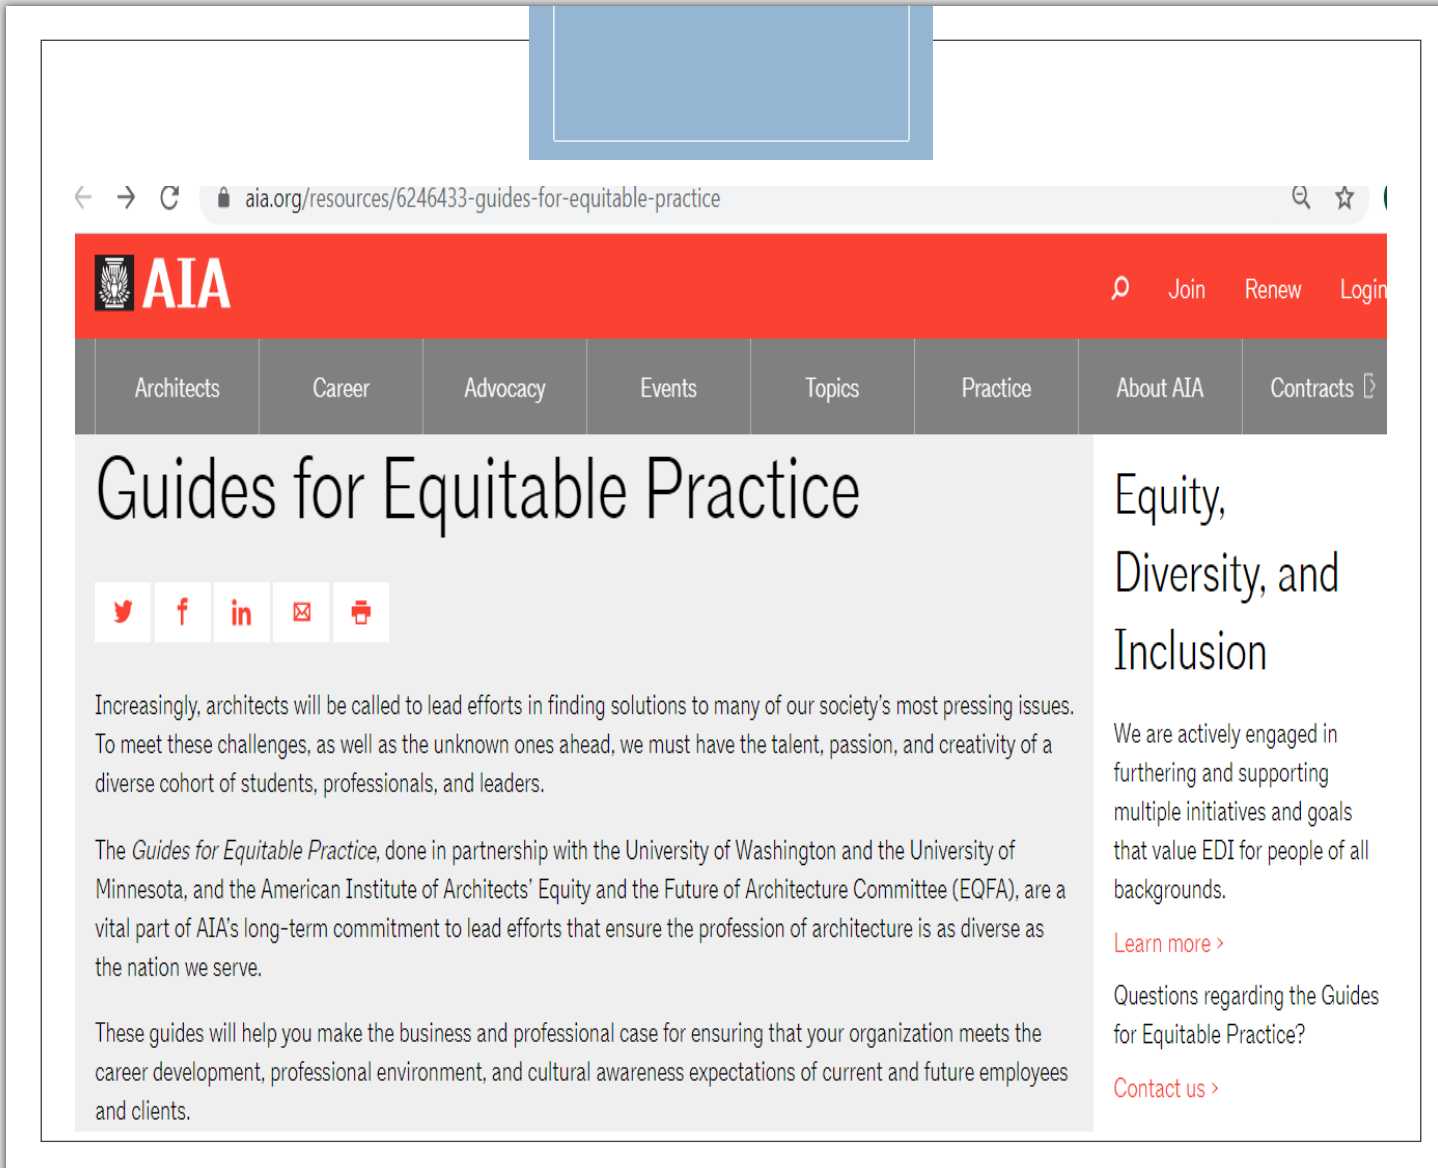 aia.org/resources/6246433-guides-for-equitable-practice
AIA
Join Renew Login
Architects Career Advocacy Events Topics Practice About AIA Contracts
Guides for Equitable Practice
Increasingly, architects will be called to lead efforts in finding solutions to many of our society's most pressing issues.
To meet these challenges, as well as the unknown ones ahead, we must have the talent, passion, and creativity of a
diverse cohort of students, professionals, and leaders.
The Guides for Equitable Practice, done in partnership with the University of Washington and the University of
Minnesota, and the American Institute of Architects' Equity and the Future of Architecture Committee (EQFA), are a
vital part of AIA's long-term commitment to lead efforts that ensure the profession of architecture is as diverse as
the nation we serve.
These guides will help you make the business and professional case for ensuring that your organization meets the
career development, professional environment, and cultural awareness expectations of current and future employees
and clients.
Equity,
Diversity, and
Inclusion
We are actively engaged in
furthering and supporting
multiple initiatives and goals
that value EDI for people of all
backgrounds.
Learn more >
Questions regarding the Guides
for Equitable Practice?
Contact us >